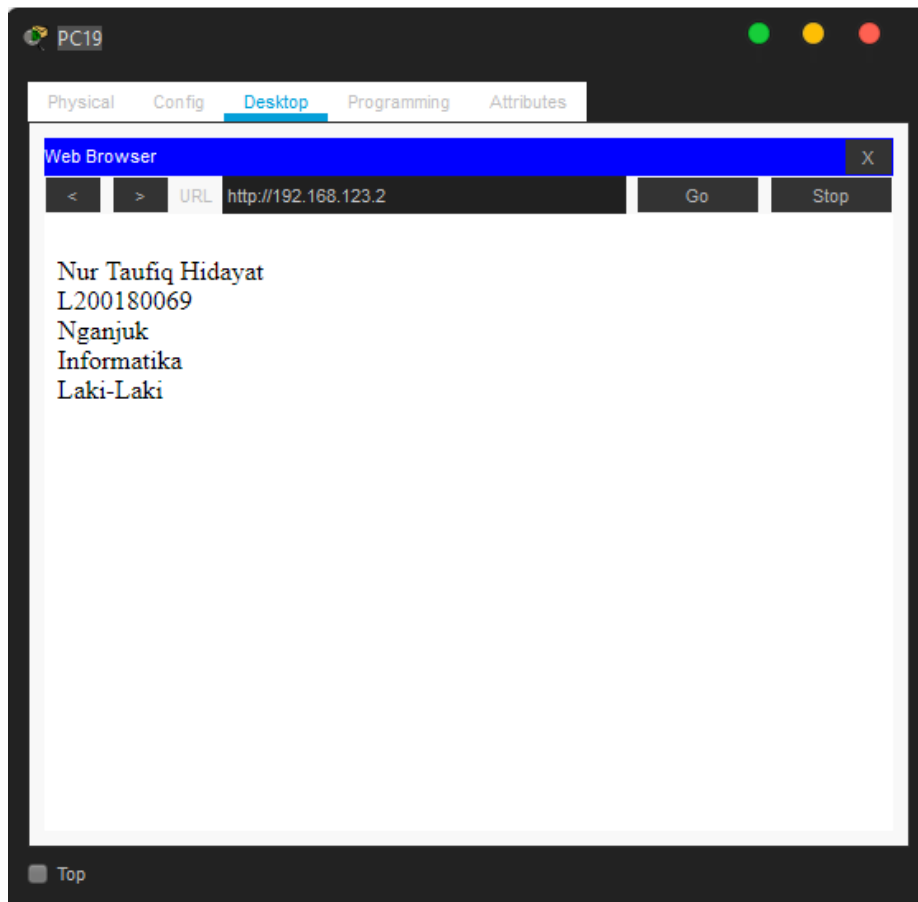 PC19
Physical Config Desktop Programming Attributes
Web Browser X
< > URL http://192.168.123.2 Go Stop
Nur Taufiq Hidayat
L200180069
Nganjuk
Informatika
Laki-Laki
Top